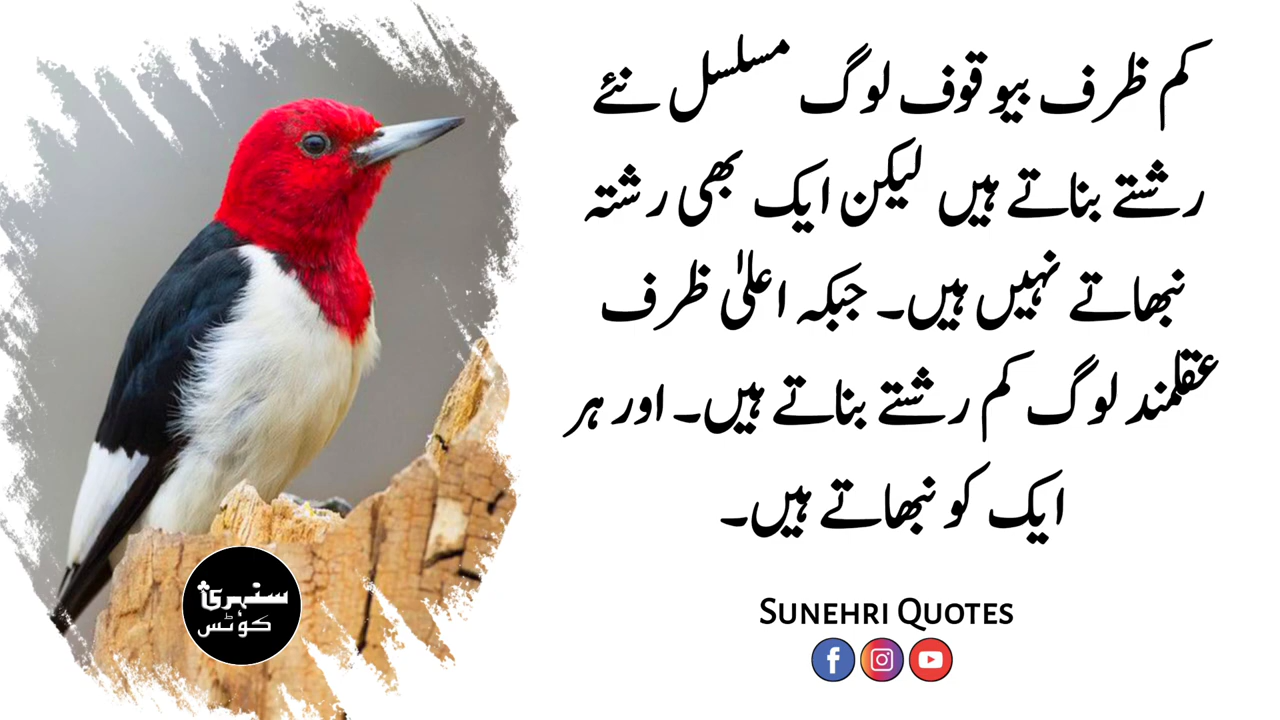 کم ظرف بیوقوف لوگ مسلسل نئے
رشتے بناتے ہیں لیکن ایک بھی رشتہ
نبھاتے نہیں ہیں۔ جبکہ اعلیٰ ظرف
عقلمند لوگ کم رشتے بناتے ہیں۔ اور ہر
ایک کو نبھاتے ہیں۔
سنہری
کوٹس
SUNEHRI QUOTES